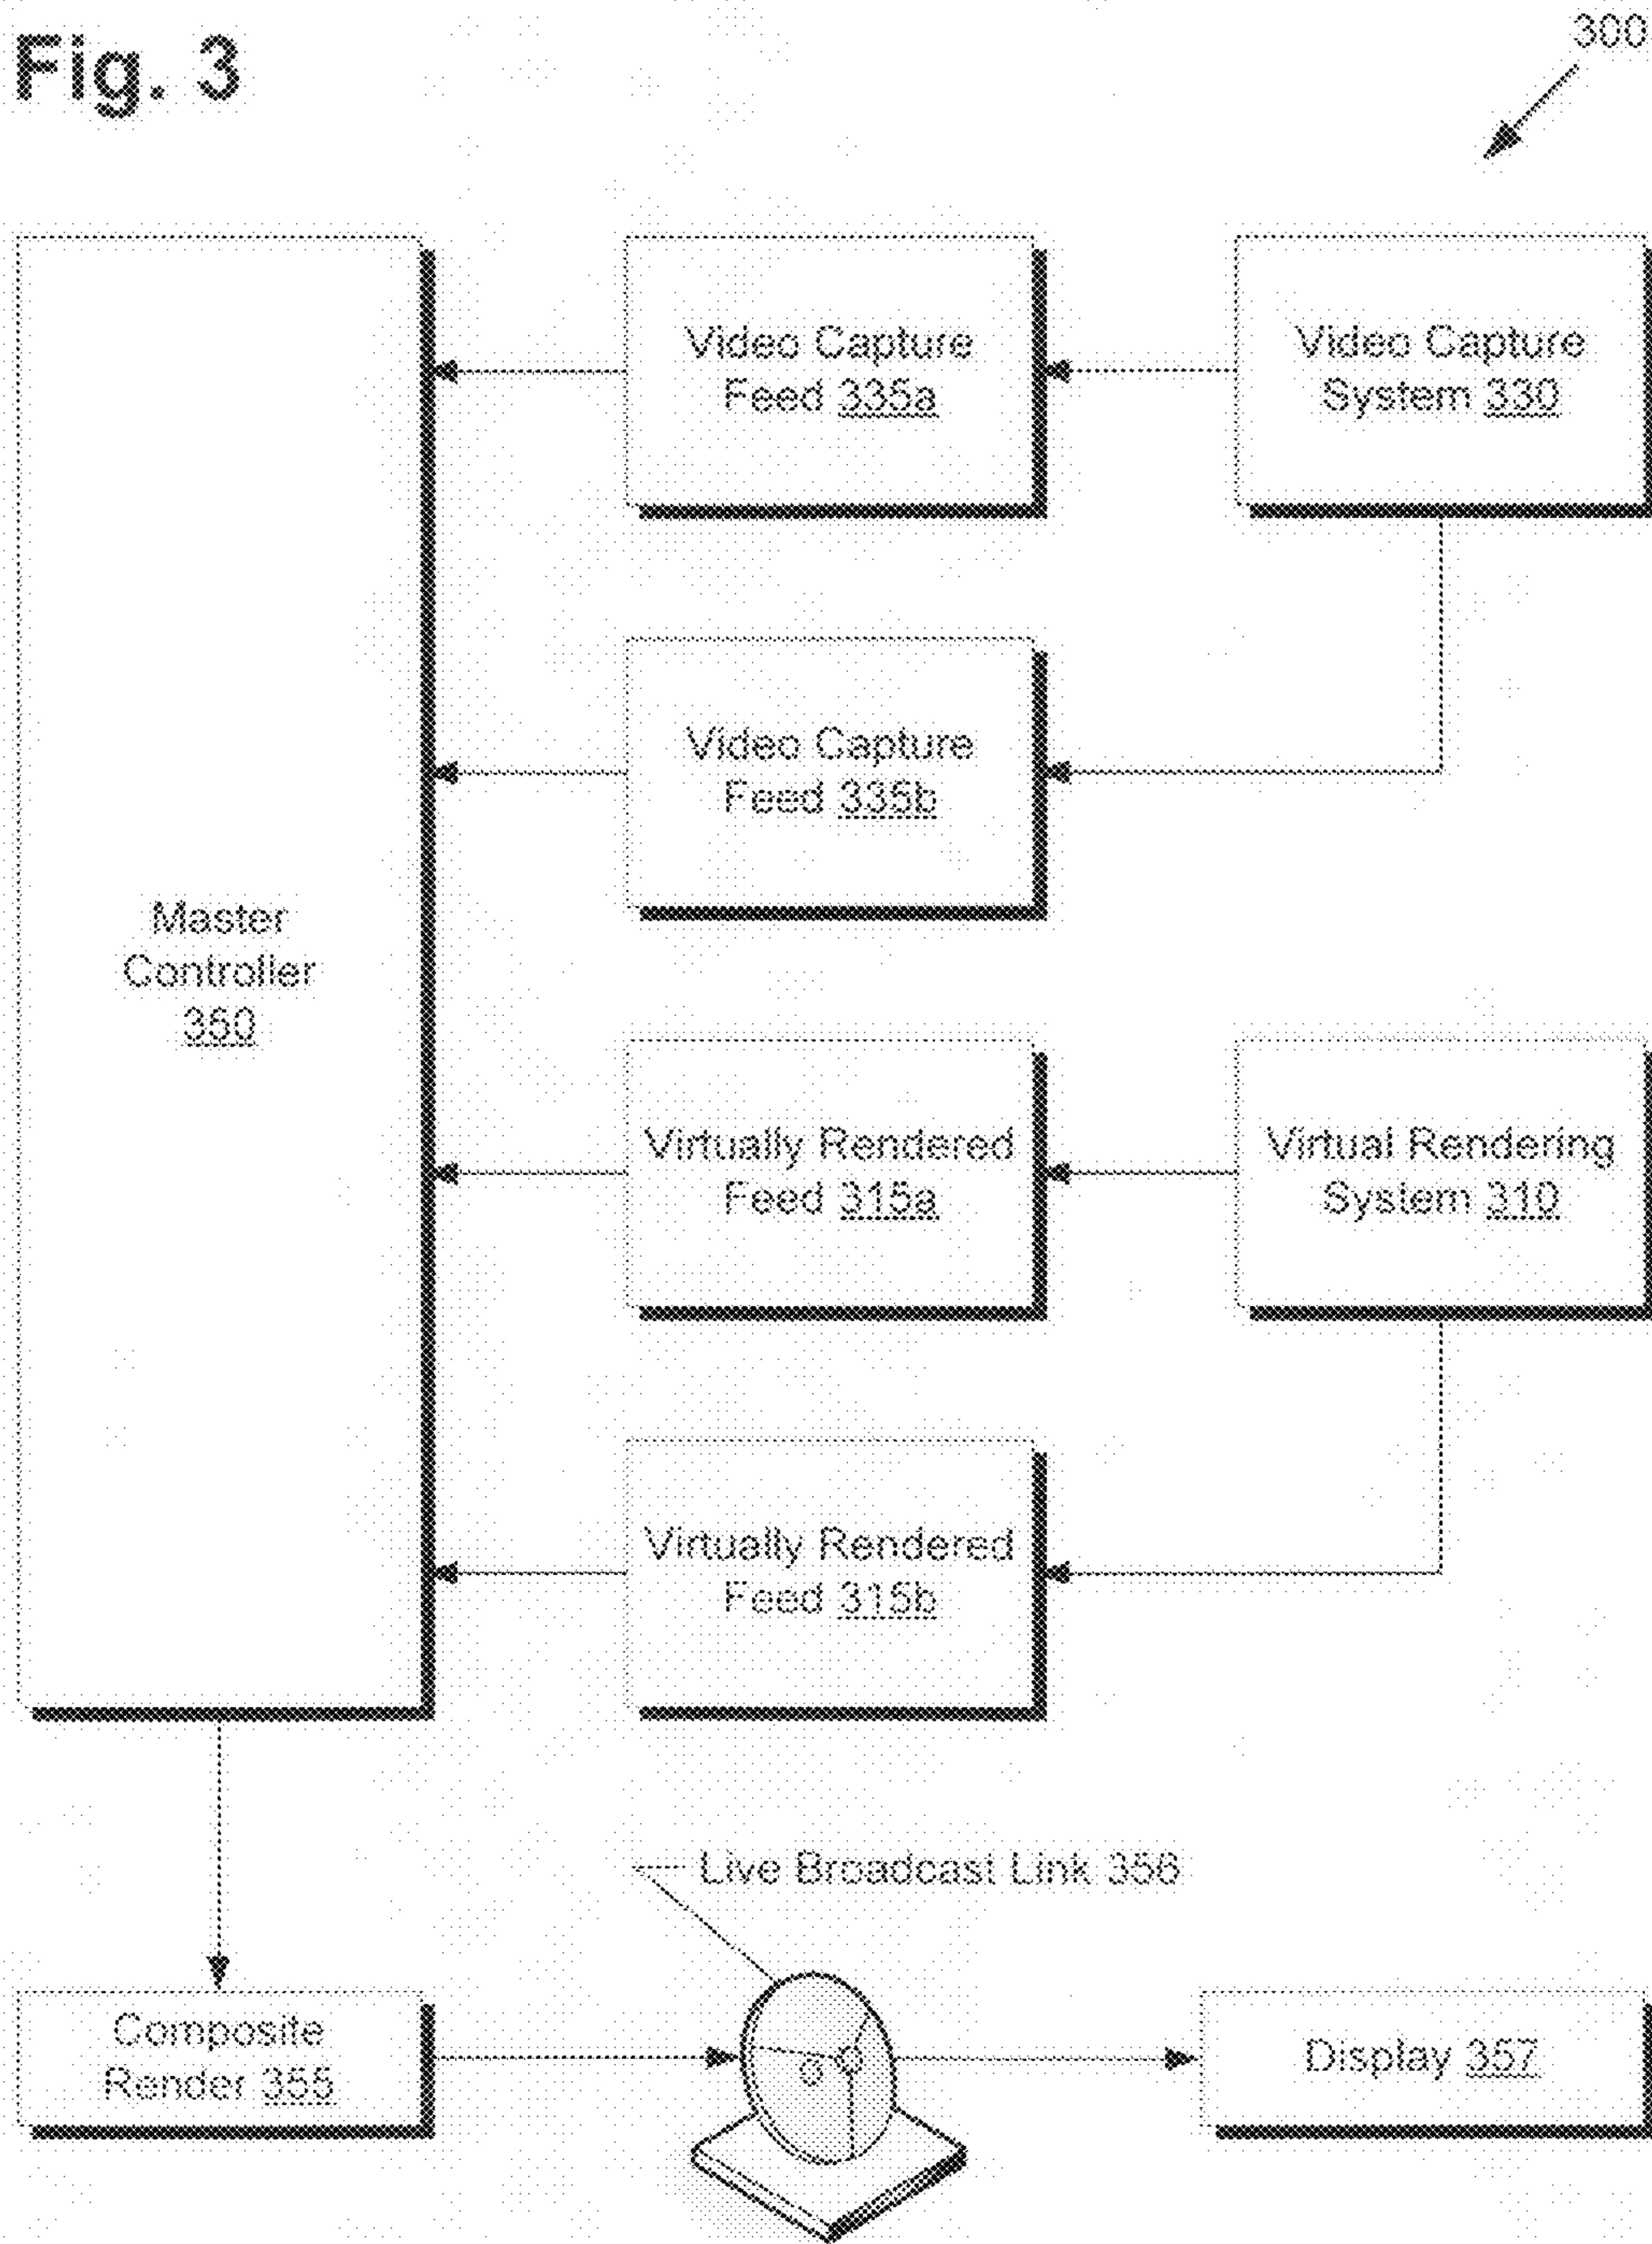 Fig. 3
300
Video Capture
Feed 335a
Video Capture
System 330
Video Capture
Feed 335b
Master
Controller
350
Virtually Rendered
Feed 315a
Virtual Rendering
System 310
Virtually Rendered
Feed 315b
Live Broadcast Link 356
Composite
Render 355
Display 357